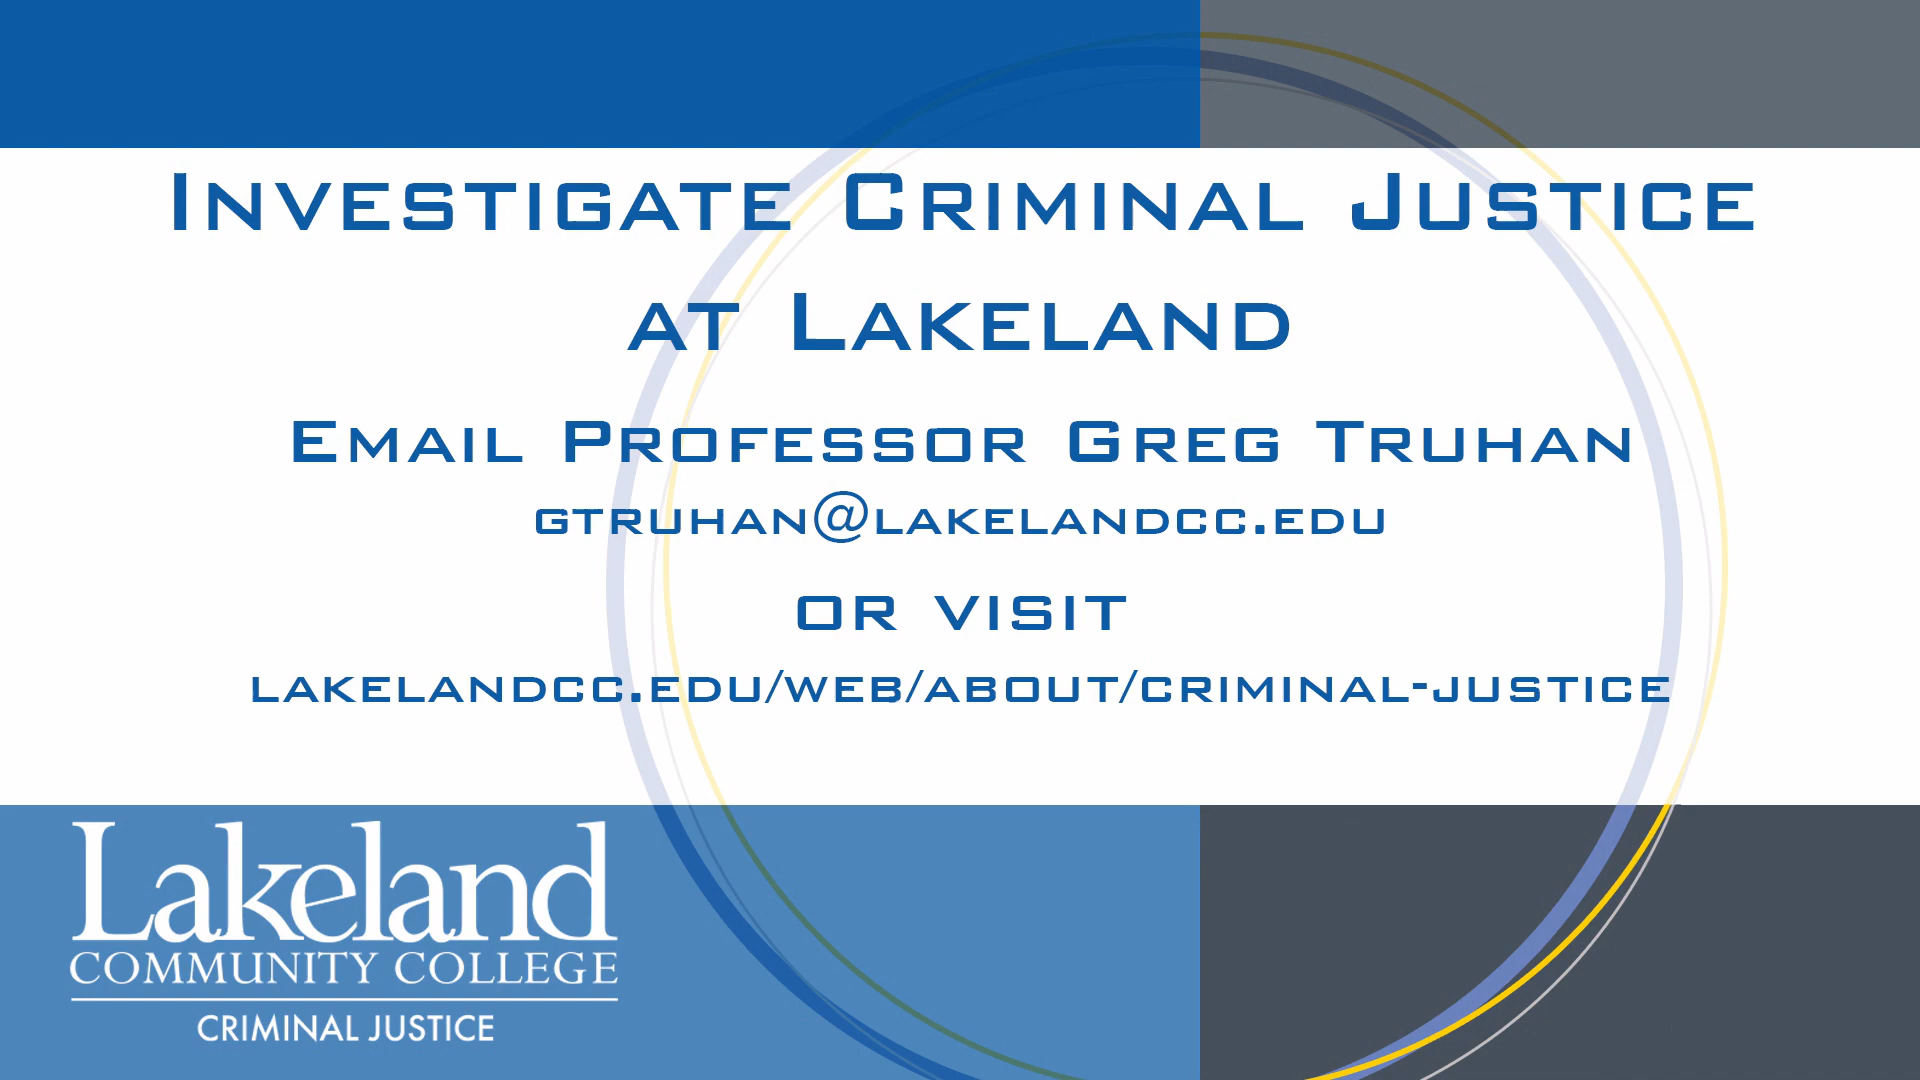 Investigate Criminal Justice
at Lakeland
Email Professor Greg Truhan
gtruhan@lakelandcc.edu
or visit
lakelandcc.edu/web/about/criminal-justice
Lakeland
COMMUNITY COLLEGE
CRIMINAL JUSTICE